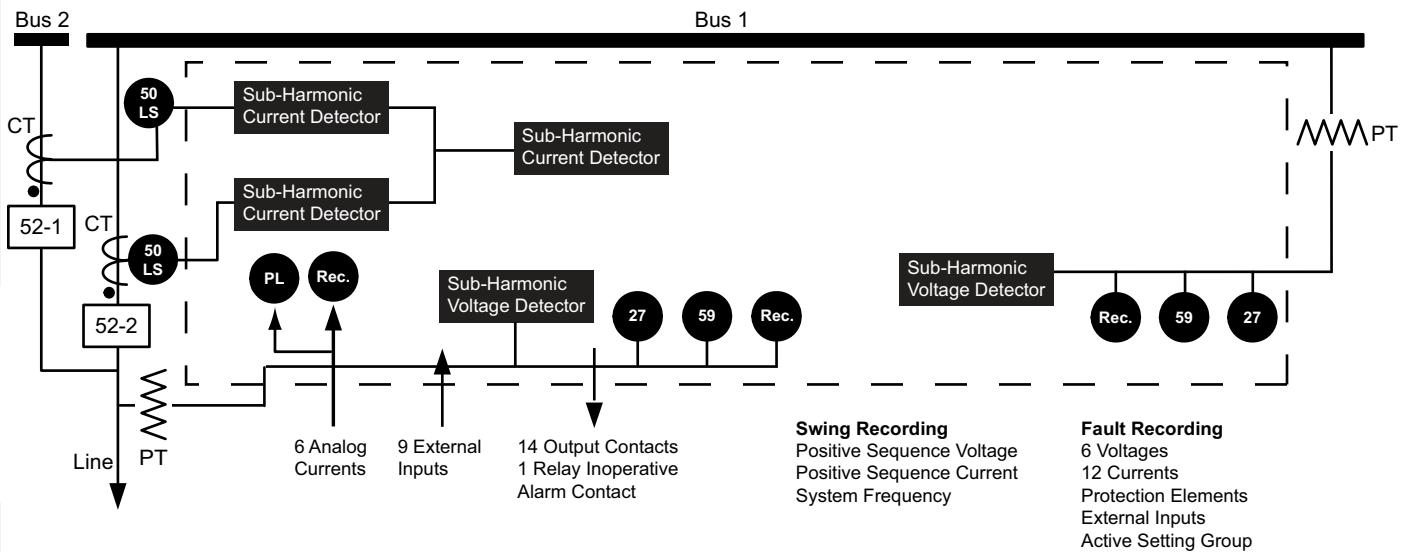 Bus 2
Bus 1
50
LS
Sub-Harmonic
Current Detector
CT
Sub-Harmonic
Current Detector
PT
Sub-Harmonic
Current Detector
52-1
CT
50
LS
PL
Rec.
Sub-Harmonic
Voltage Detector
27
59
Rec.
Sub-Harmonic
Voltage Detector
Rec.
59
27
52-2
Line
PT
6 Analog
Currents
9 External
Inputs
14 Output Contacts
1 Relay Inoperative
Alarm Contact
Swing Recording
Positive Sequence Voltage
Positive Sequence Current
System Frequency
Fault Recording
6 Voltages
12 Currents
Protection Elements
External Inputs
Active Setting Group